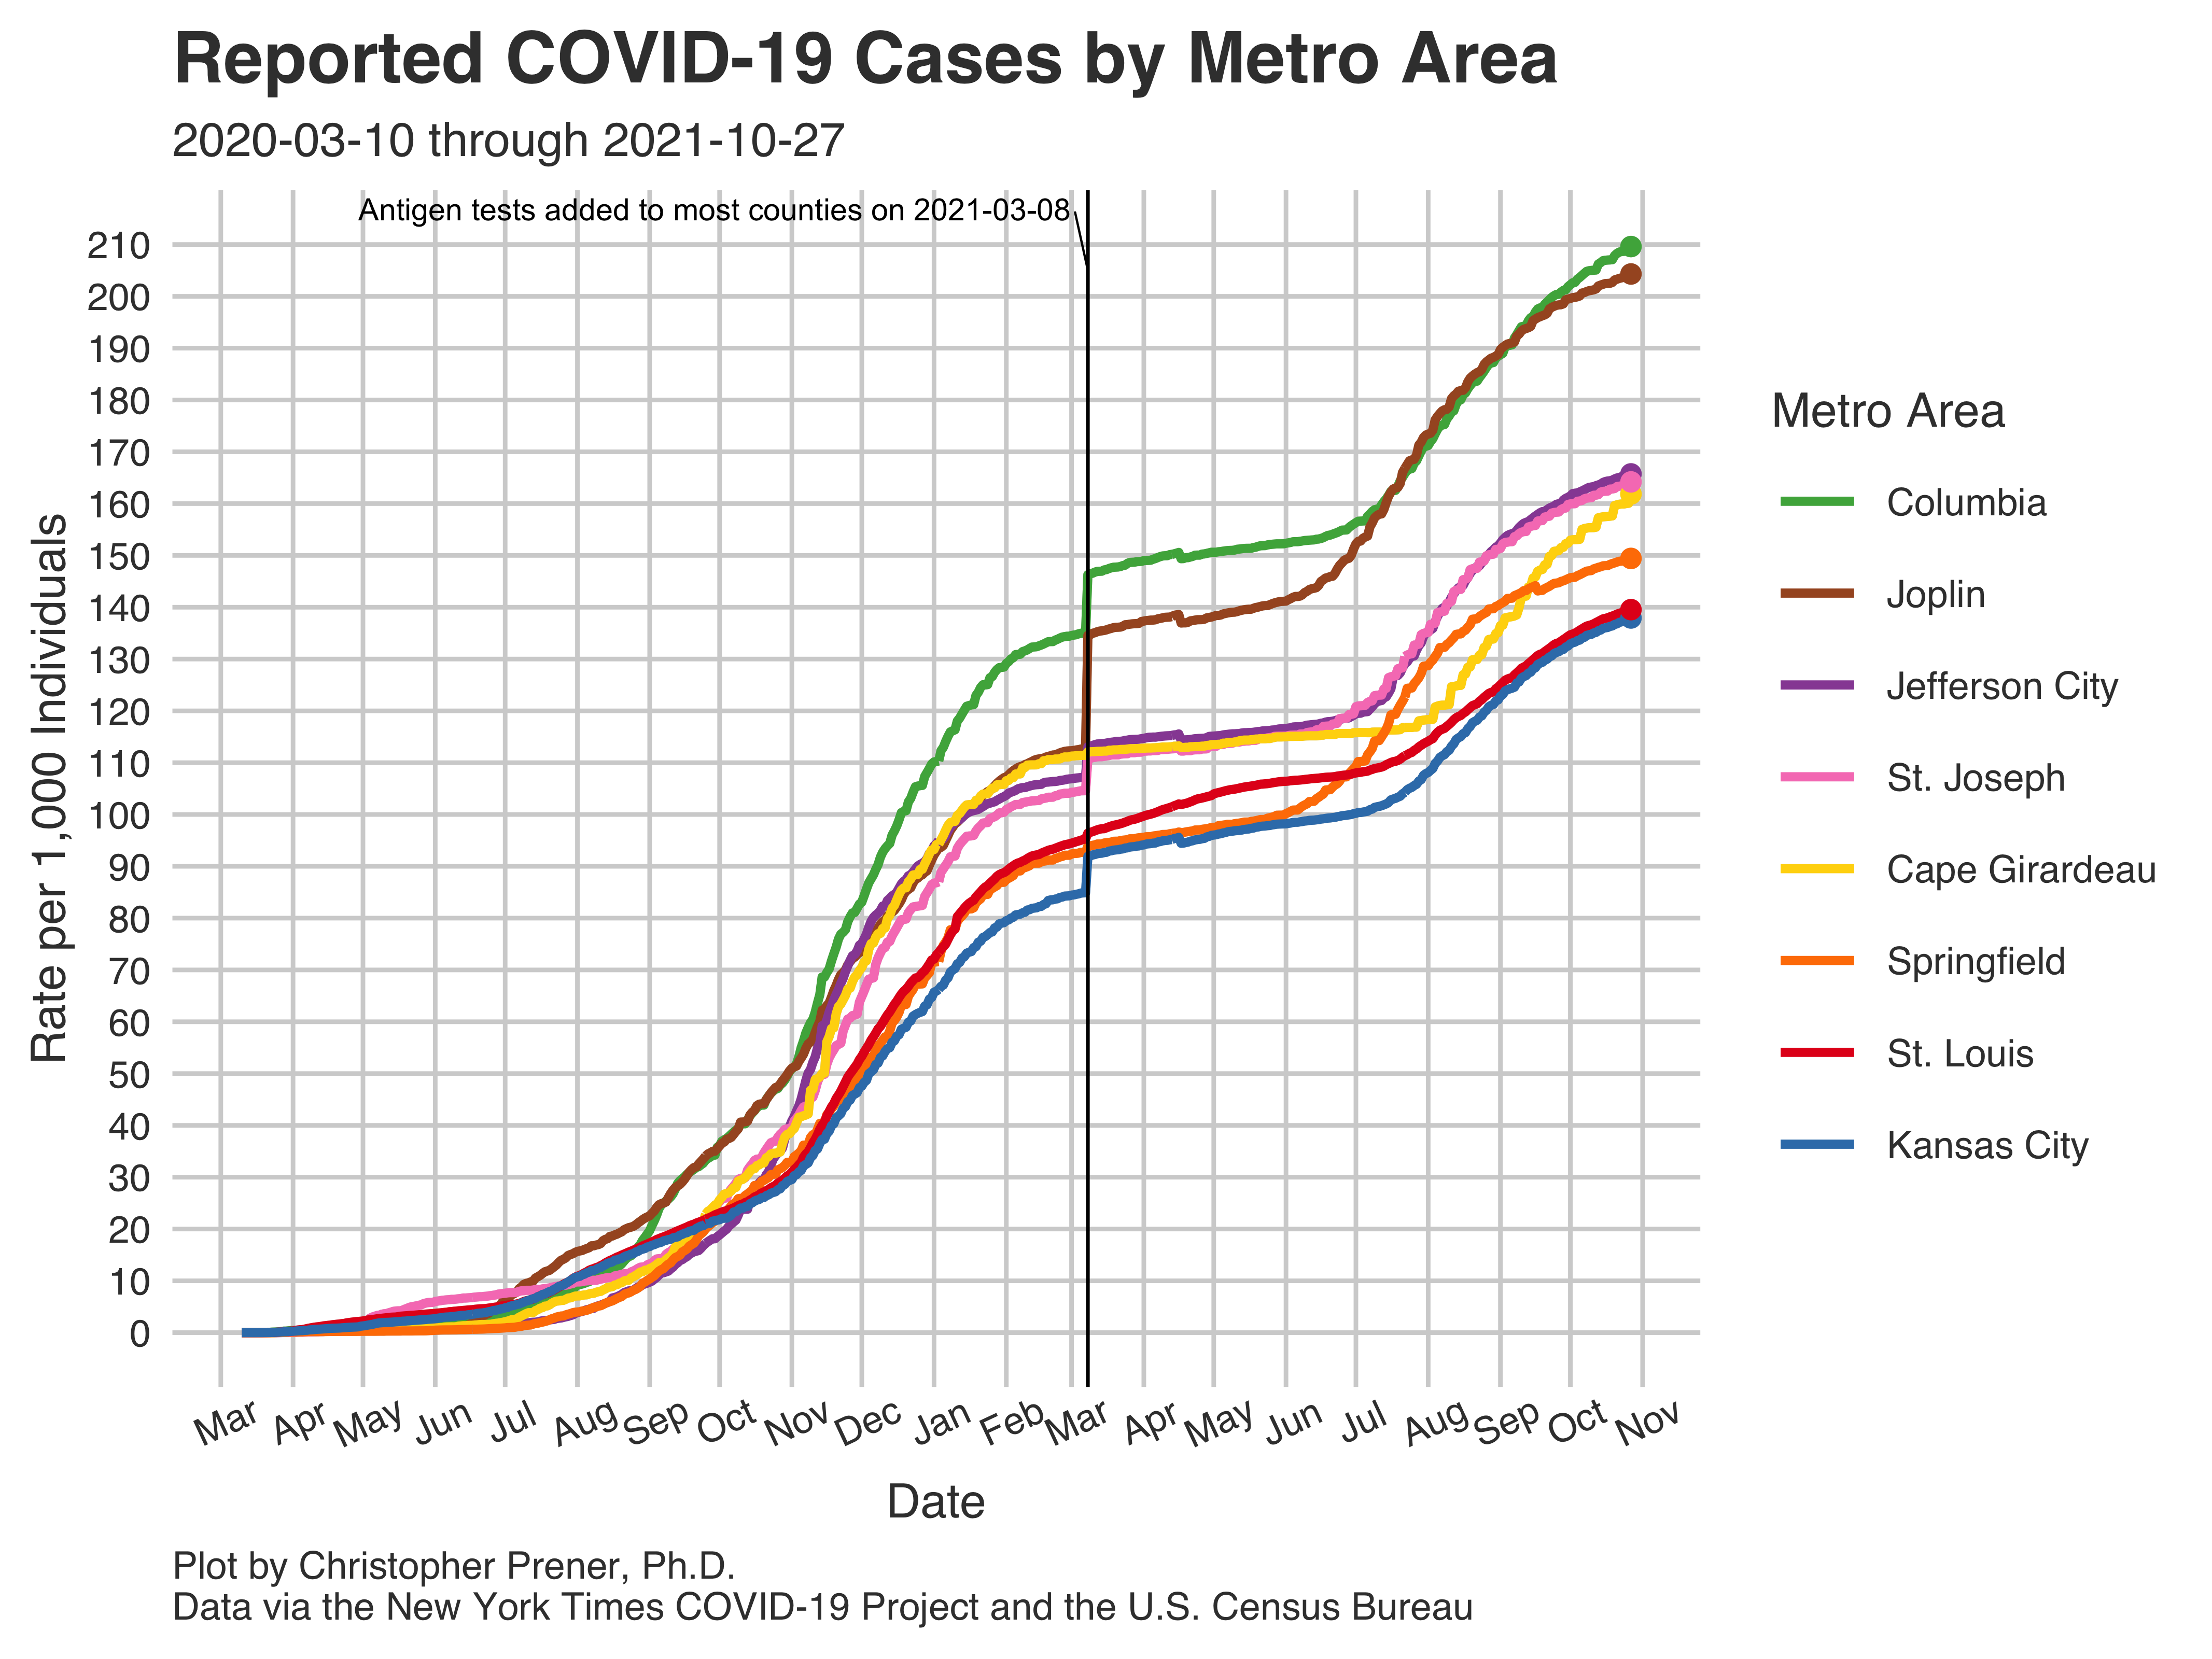 Reported COVID-19 Cases by Metro Area
2020-03-10 through 2021-10-27
Antigen tests added to most counties on 2021-03-08
210
200
190
180
170
160
150
140
130
120
110
100
90
80
70
60
50
40
30
20
10
0
Rate per 1,000 Individuals
Mar Apr May Jun Jul Aug Sep Oct Nov Dec Jan Feb Mar Apr May Jun Jul Aug Sep Oct Nov
Date
Metro Area
Columbia
Joplin
Jefferson City
St. Joseph
Cape Girardeau
Springfield
St. Louis
Kansas City
Plot by Christopher Prener, Ph.D.
Data via the New York Times COVID-19 Project and the U.S. Census Bureau